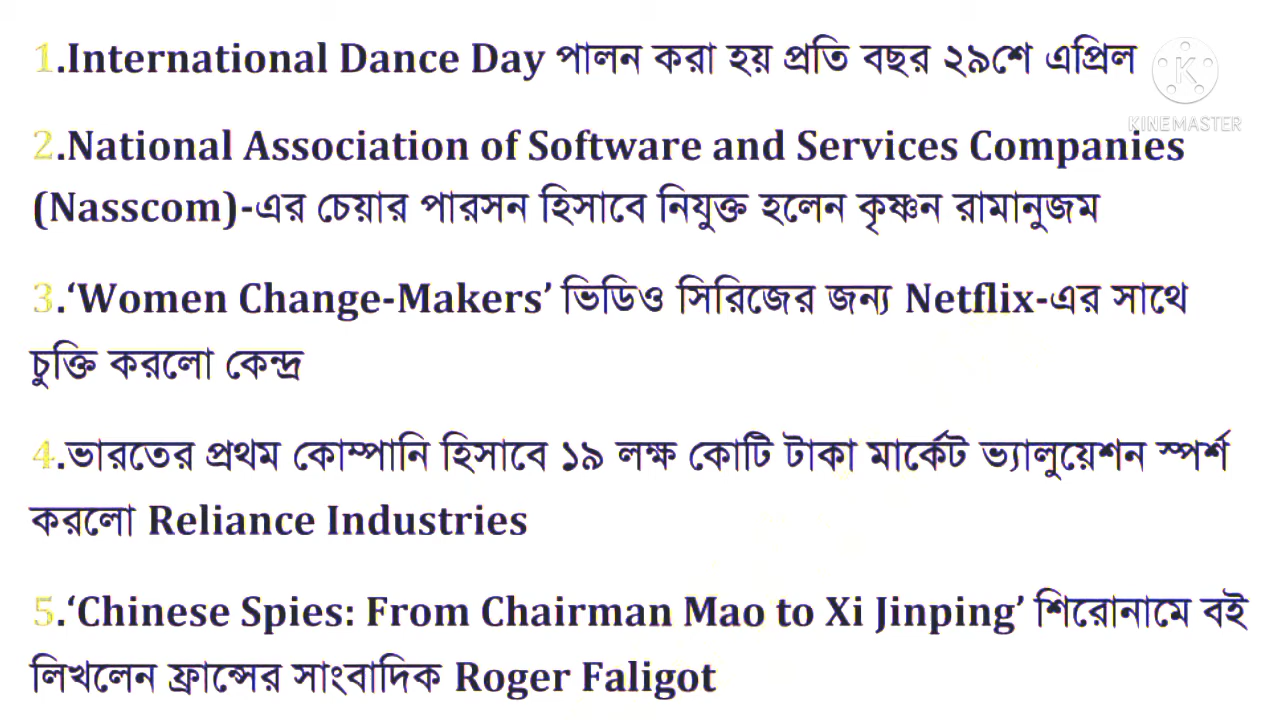 1.International Dance Day পালন করা হয় প্রতি বছর ২৯শে এপ্রিল
KINEMASTER
2.National Association of Software and Services Companies
(Nasscom)-এর চেয়ার পারসন হিসাবে নিযুক্ত হলেন কৃষ্ণন রামানুজম
3.‘Women Change-Makers’ ভিডিও সিরিজের জন্য Netflix-এর সাথে
চুক্তি করলো কেন্দ্র
4.ভারতের প্রথম কোম্পানি হিসাবে ১৯ লক্ষ কোটি টাকা মার্কেট ভ্যালুয়েশন স্পর্শ
করলো Reliance Industries
5.‘Chinese Spies: From Chairman Mao to Xi Jinping’ শিরোনামে বই
লিখলেন ফ্রান্সের সাংবাদিক Roger Faligot